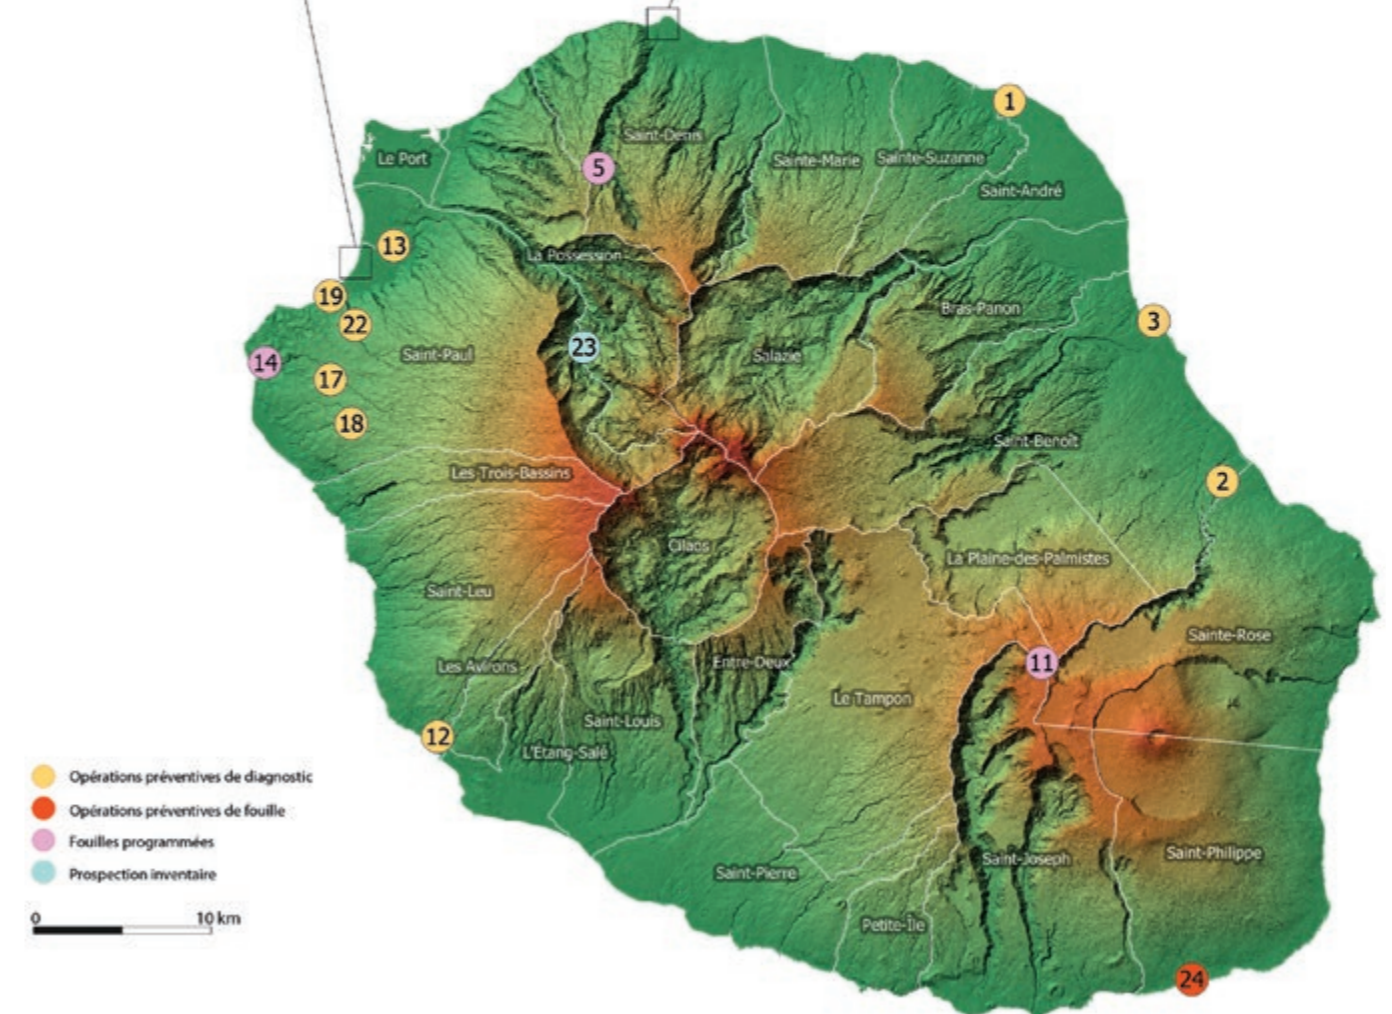 1
Saint-Denis
Le Port
Sainte-Marie
Sainte-Suzanne
5
Saint-André
13
La Possession
19
22
Bras-Panon
3
23
Saint-Paul
Salazie
14
17
18
Saint-Benoît
Les Trois-Bassins
2
Cilaos
La Plaine-des-Palmistes
Saint-Leu
Sainte-Rose
Les Avirons
Entre-Deux
11
Le Tampon
Saint-Louis
12
L'Etang-Salé
Opérations préventives de diagnostic
Opérations préventives de fouille
Fouilles programmées
Prospection inventaire
0 10 km
Saint-Joseph
Saint-Philippe
Saint-Pierre
Petite-Île
24